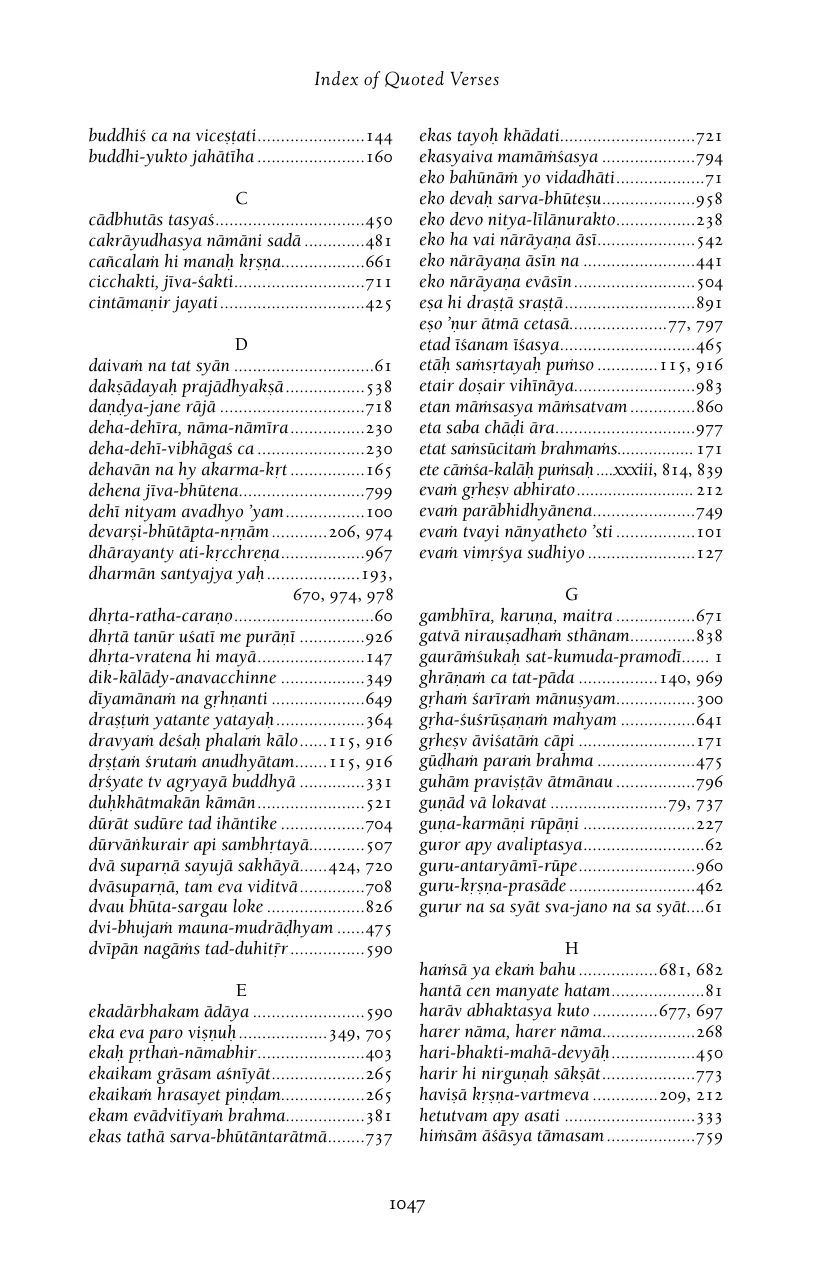 Index of Quoted Verses
buddhiś ca na viceṣṭati.......................144
buddhi-yukto jahātīha .......................160
C
cādbhutās tasyaś................................450
cakrāyudhasya nāmāni sadā .............481
cañcalaṁ hi manaḥ kṛṣṇa..................661
cicchakti, jīva-śakti............................711
cintāmaṇir jayati...............................425
D
daivaṁ na tat syān ..............................61
dakṣādayaḥ prajādhyakṣā.................538
daṇḍya-jane rājā ...............................718
deha-dehīra, nāma-nāmīra................230
deha-dehī-vibhāgaś ca .......................230
dehavān na hy akarma-kṛt ................165
dehena jīva-bhūtena...........................799
dehī nityam avadhyo ’yam.................100
devarṣi-bhūtāpta-nṛṇām ............206, 974
dhārayanty ati-kṛcchreṇa..................967
dharmān santyajya yaḥ....................193,
670, 974, 978
dhṛta-ratha-caraṇo..............................60
dhṛtā tanūr uśatī me purāṇī ..............926
dhṛta-vratena hi mayā.......................147
dik-kālādy-anavacchinne .................349
dīyamānaṁ na gṛhṇanti ...................649
draṣṭuṁ yatante yatayaḥ...................364
dravyaṁ deśaḥ phalaṁ kālo......115, 916
dṛṣṭaṁ śrutam anudhyātam.......115, 916
dṛśyate tv agryayā buddhyā ..............331
duḥkhātmakān kāmān.......................521
dūrāt sudūre tad ihāntike ..................704
dūrvāṅkurair api sambhṛtayā............507
dvā suparṇā sayujā sakhāyā......424, 720
dvāsuparṇā, tam eva viditvā..............708
dvau bhūta-sargau loke .....................826
dvi-bhujaṁ mauna-mudrāḍhyam ......475
dvīpān nagāṁs tad-duhitṝr................590
E
ekadārbhakam ādāya ........................590
eka eva paro viṣṇuḥ...................349, 705
ekaḥ pṛthaṅ-nāmabhir.......................403
ekaikam grāsam aśnīyāt....................265
ekaikaṁ hrasayet piṇḍam..................265
ekam evādvitīyaṁ brahma.................381
ekas tathā sarva-bhūtāntarātmā........737
ekas tayoḥ khādati.............................721
ekasyaiva mamāṁśasya ....................794
eko bahūnāṁ yo vidadhāti...................71
eko devaḥ sarva-bhūteṣu....................958
eko devo nitya-līlānurakto.................238
eko ha vai nārāyaṇa āsī.....................542
eko nārāyaṇa āsīn na ........................441
eko nārāyaṇa evāsīn..........................504
eṣa hi draṣṭā sraṣṭā............................891
eṣo ’ṇur ātmā cetasā.....................77, 797
etad īśanam īśasya.............................465
etāḥ saṁsṛtayaḥ puṁso .............115, 916
etair doṣair vihīnāya..........................983
etan māṁsasya māṁsatvam ..............860
eta saba chāḍi āra..............................977
etat saṁsūcitaṁ brahmaṁs................ 171
ete cāṁśa-kalāḥ puṁsaḥ ....xxxiii, 814, 839
evaṁ gṛheṣv abhirato......................... 212
evaṁ parābhidhyānena......................749
evaṁ tvayi nānyatheto ’sti .................101
evaṁ vimṛśya sudhiyo .......................127
G
gambhīra, karuṇa, maitra .................671
gatvā nirauṣadhaṁ sthānam..............838
gaurāṁśukaḥ sat-kumuda-pramodī...... 1
ghrāṇaṁ ca tat-pāda .................140, 969
gṛhaṁ śarīraṁ mānuṣyam.................300
gṛha-śuśrūṣaṇaṁ mahyam ................641
gṛheṣv āviśatāṁ cāpi .........................171
gūḍhaṁ paraṁ brahma .....................475
guhāṁ praviṣṭāv ātmānau .................796
guṇād vā lokavat .........................79, 737
guṇa-karmāṇi rūpāṇi ........................227
guror apy avaliptasya..........................62
guru-antaryāmī-rūpe.........................960
guru-kṛṣṇa-prasāde ...........................462
gurur na sa syāt sva-jano na sa syāt....61
H
haṁsā ya ekaṁ bahu.................681, 682
hantā cen manyate hatam....................81
harāv abhaktasya kuto ..............677, 697
harer nāma, harer nāma....................268
hari-bhakti-mahā-devyāḥ..................450
harir hi nirguṇaḥ sākṣāt....................773
haviṣā kṛṣṇa-vartmeva ..............209, 212
hetutvam apy asati ............................333
hiṁsām āśāsya tāmasam...................759
1047